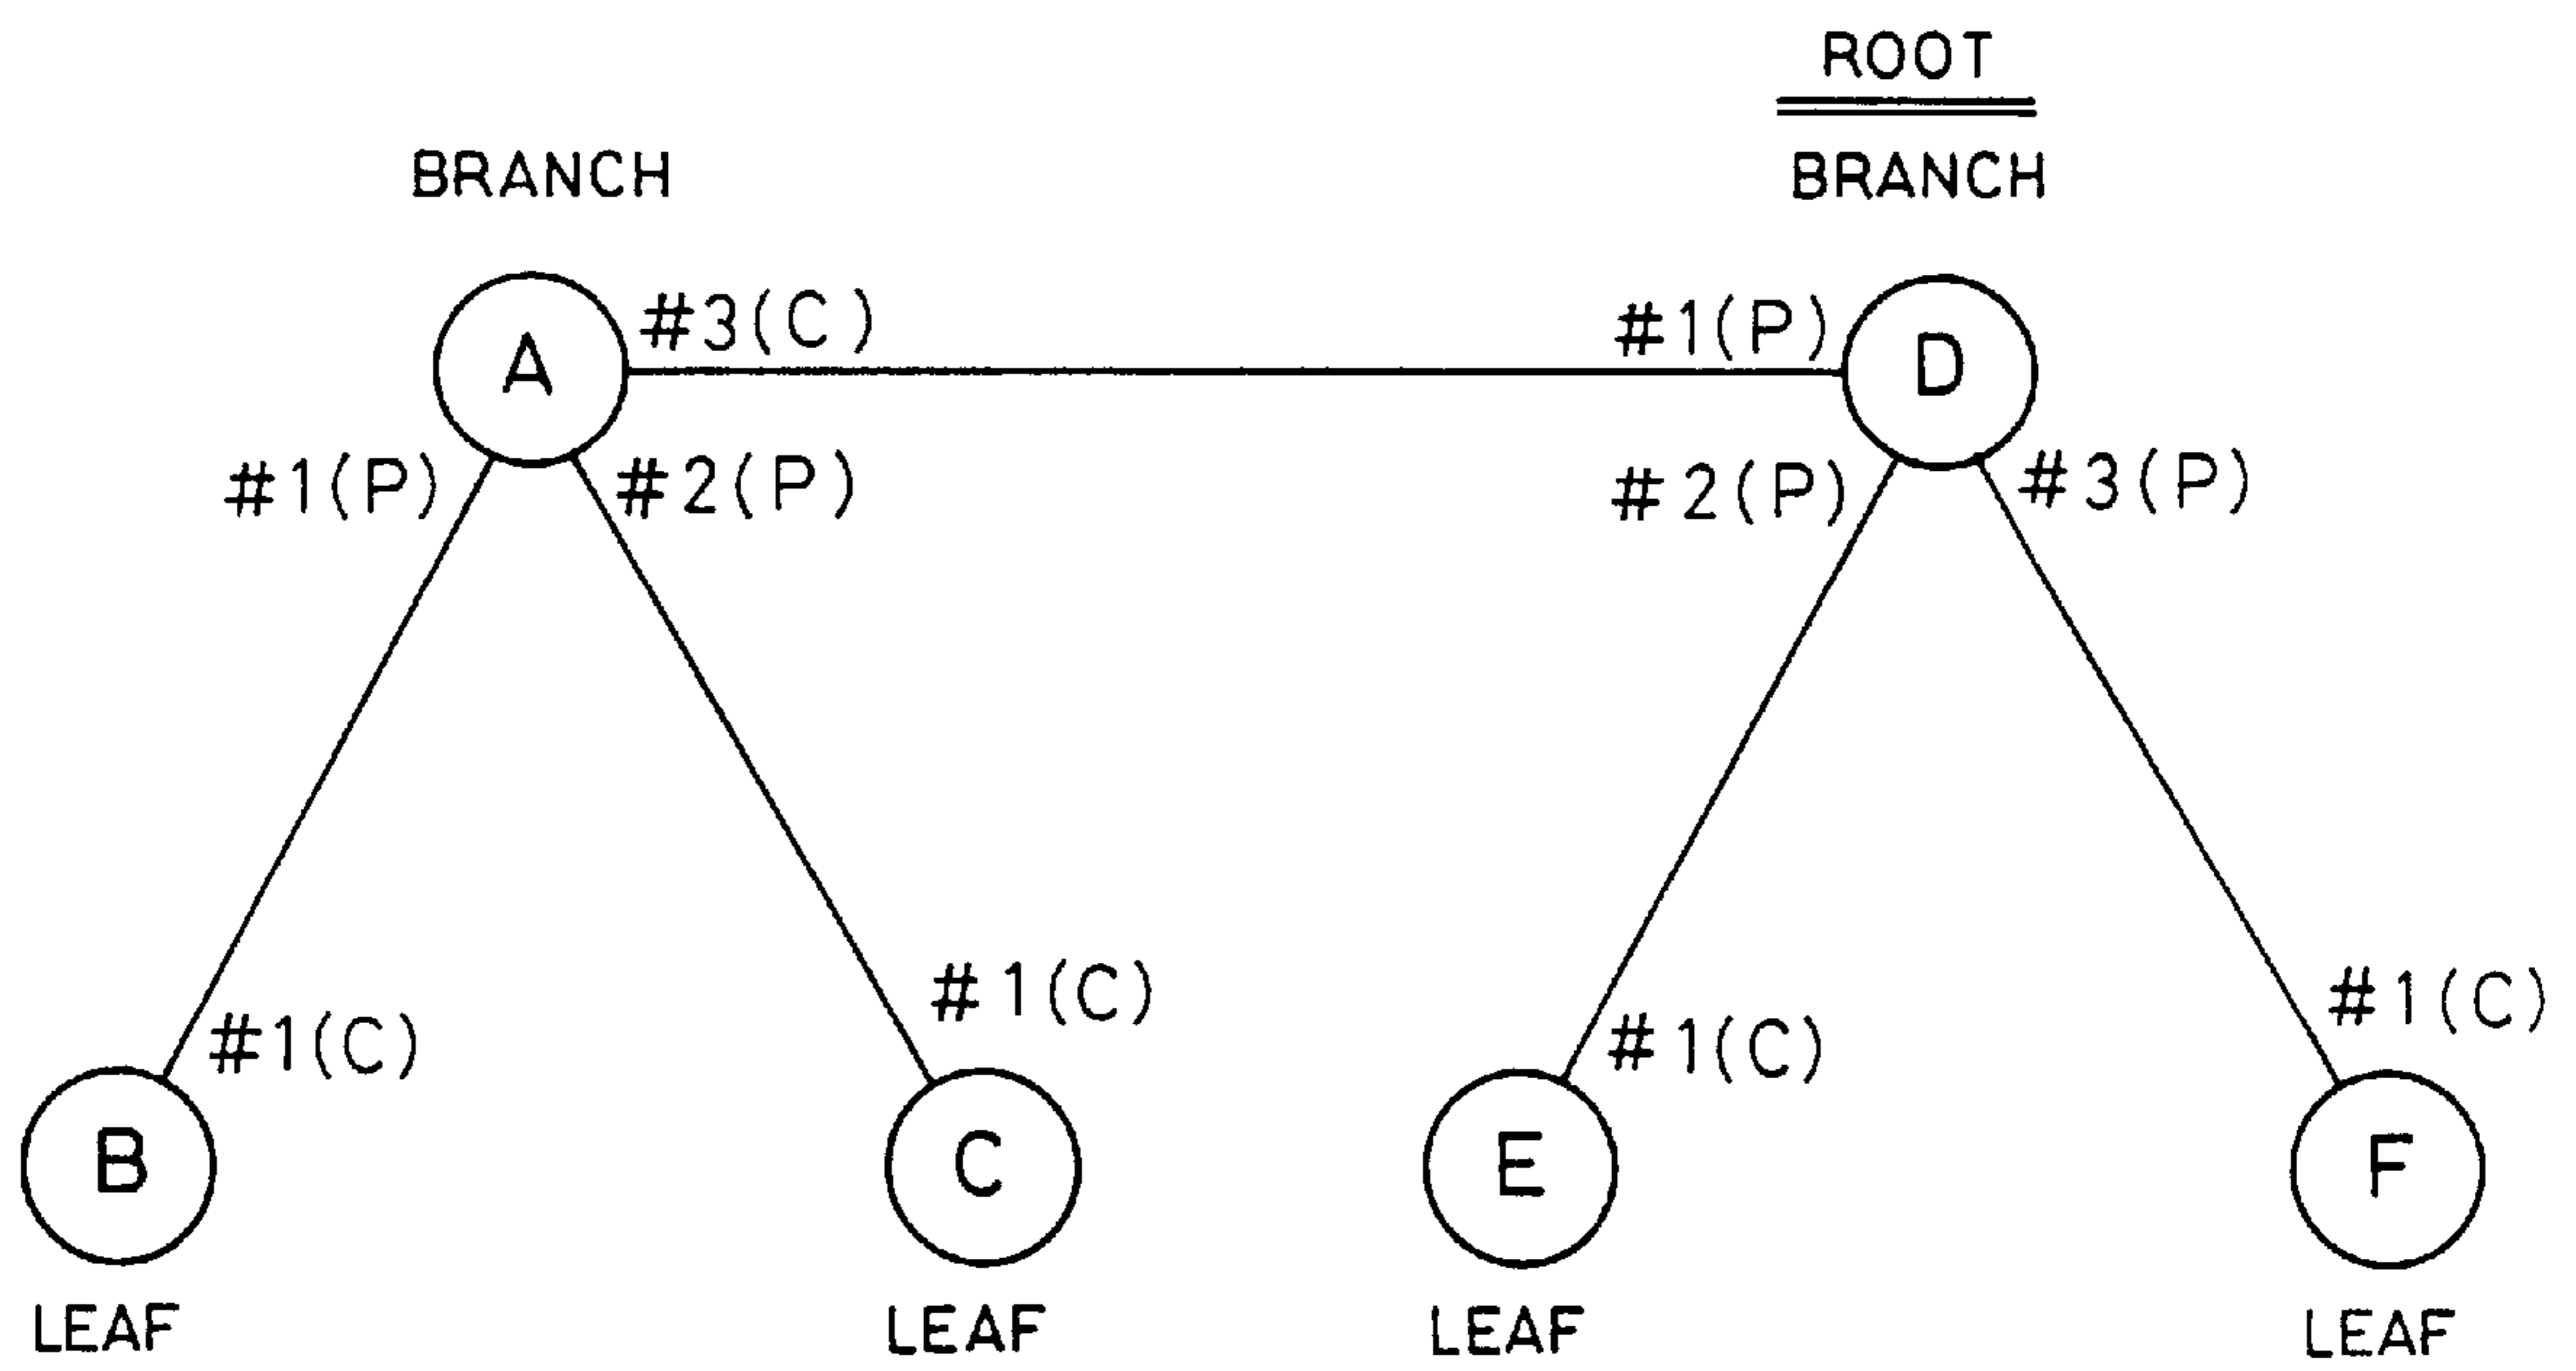 ROOT
BRANCH BRANCH
#3(C) #1(P)
A D
#1(P) #2(P) #2(P) #3(P)
#1(C) #1(C) #1(C) #1(C)
B C E F
LEAF LEAF LEAF LEAF